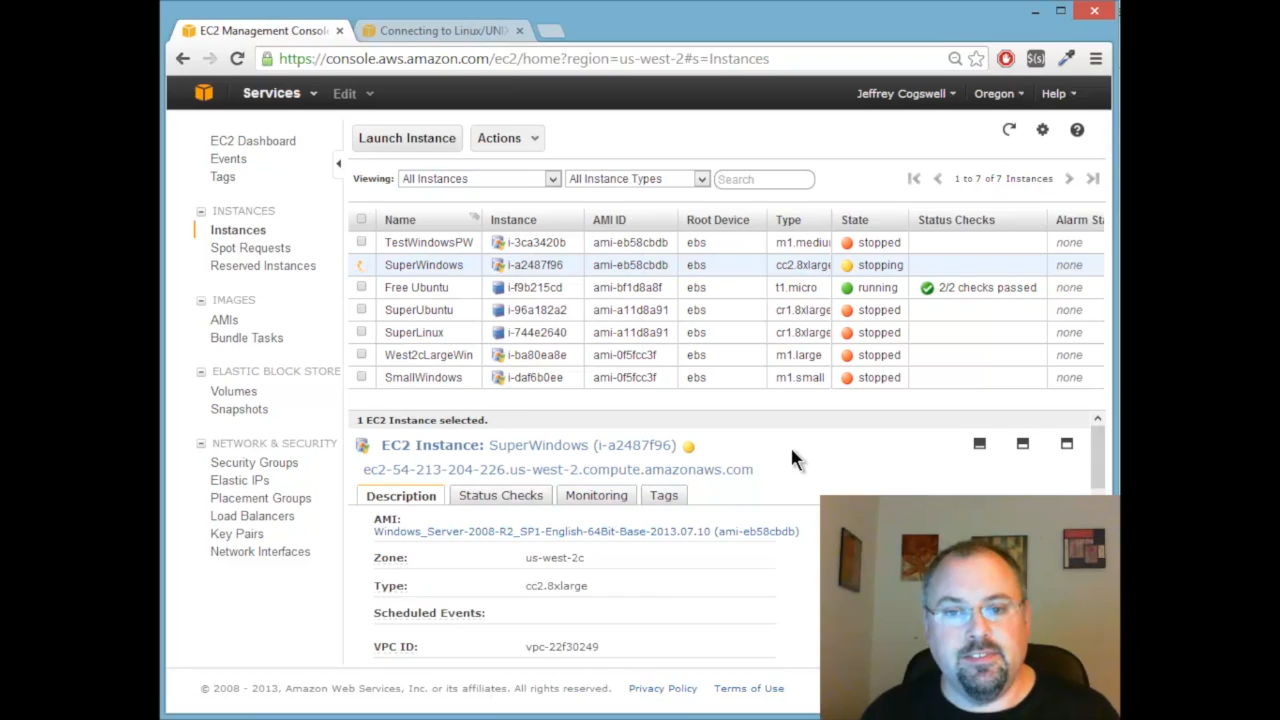 EC2 Management Consol
Connecting to Linux/UNI
https://console.aws.amazon.com/ec2/home?region=us-west-2#s=Instances
S(s)
Services Edit Jeffrey Cogswell Oregon Help
EC2 Dashboard
Events
Tags
INSTANCES
Instances
Spot Requests
Reserved Instances
IMAGES
AMIs
Bundle Tasks
ELASTIC BLOCK STORE
Volumes
Snapshots
NETWORK & SECURITY
Security Groups
Elastic IPs
Placement Groups
Load Balancers
Key Pairs
Network Interfaces
Launch Instance Actions
Viewing: All Instances All Instance Types Search 1 to 7 of 7 Instances
Name Instance AMI ID Root Device Type State Status Checks Alarm Sta
TestWindowsPW i-3ca3420b ami-eb58cbdb ebs m1.mediu stopped none
SuperWindows i-a2487f96 ami-eb58cbdb ebs cc2.8xlarge stopping none
Free Ubuntu i-f9b215cd ami-bf1d8a8f ebs t1.micro running 2/2 checks passed none
SuperUbuntu i-96a182a2 ami-a11d8a91 ebs cr1.8xlarge stopped none
SuperLinux i-744e2640 ami-a11d8a91 ebs cr1.8xlarge stopped none
West2cLargeWin i-ba80ea8e ami-0f5fcc3f ebs m1.large stopped none
SmallWindows i-daf6b0ee ami-0f5fcc3f ebs m1.small stopped none
1 EC2 Instance selected.
EC2 Instance: SuperWindows (i-a2487f96)
ec2-54-213-204-226.us-west-2.compute.amazonaws.com
Description Status Checks Monitoring Tags
AMI:
Windows_Server-2008-R2_SP1-English-64Bit-Base-2013.07.10 (ami-eb58cbdb)
Zone: us-west-2c
Type: cc2.8xlarge
Scheduled Events:
VPC ID: vpc-22f30249
© 2008 - 2013, Amazon Web Services, Inc. or its affiliates. All rights reserved. Privacy Policy Terms of Use